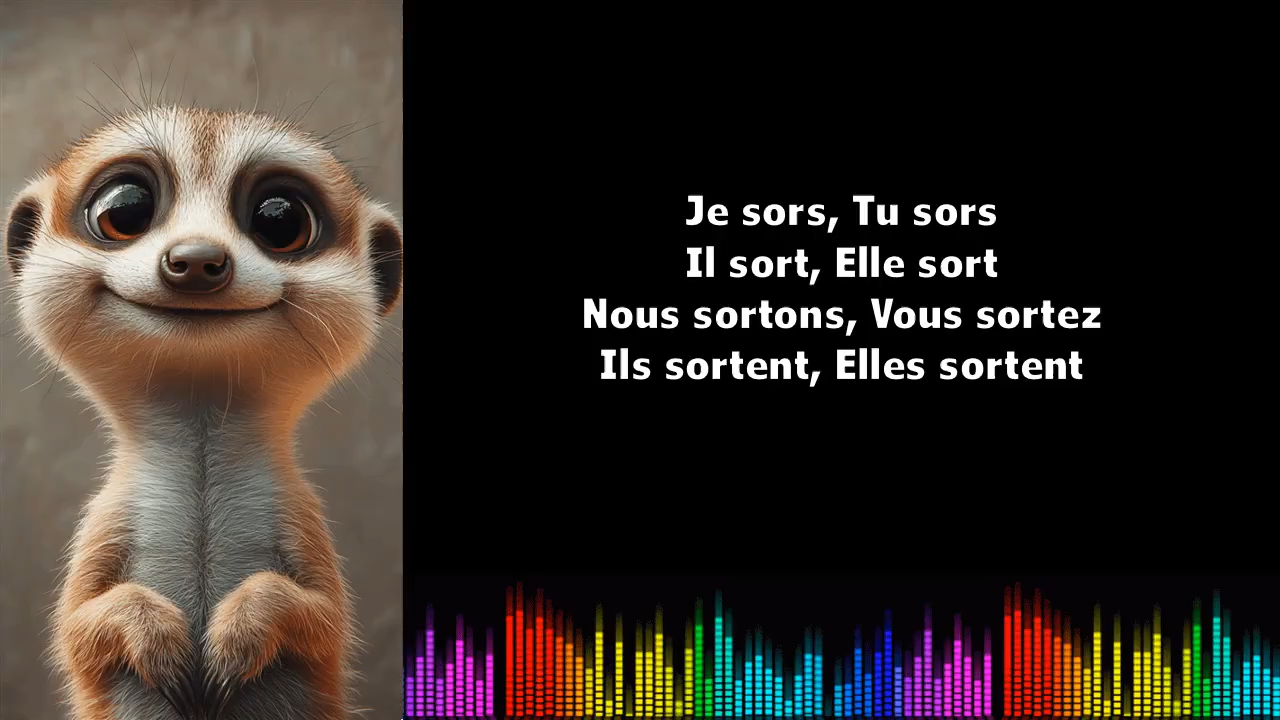 Je sors, Tu sors
Il sort, Elle sort
Nous sortons, Vous sortez
Ils sortent, Elles sortent